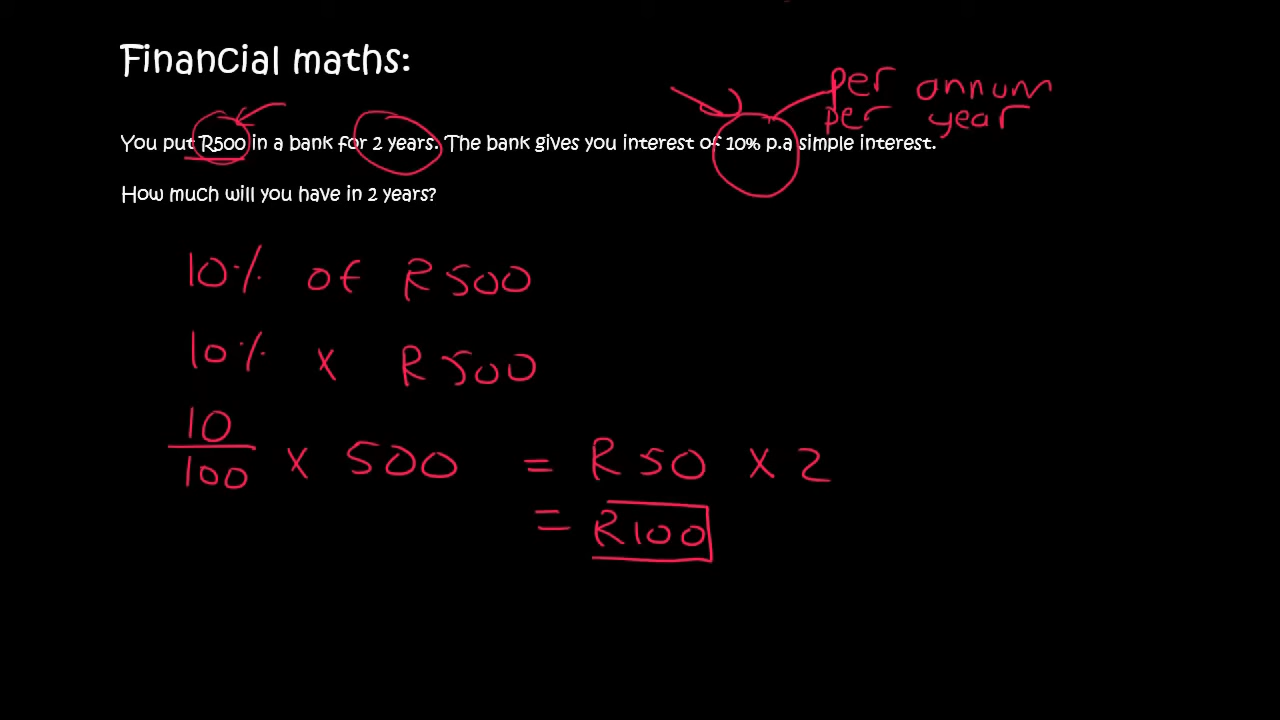 Financial maths:
per annum
per year
You put R500 in a bank for 2 years. The bank gives you interest of 10% p.a simple interest.
How much will you have in 2 years?
10% of R500
10% x R500
10
100 x 500 = R50 x 2
= R100